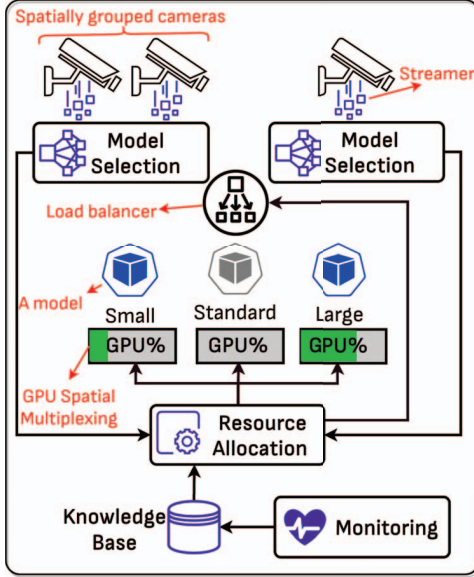 Spatially grouped cameras
Streamer
Model
Selection
Model
Selection
Load balancer
A model
Small
Standard
Large
GPU%
GPU%
GPU%
GPU Spatial
Multiplexing
Resource
Allocation
Knowledge
Base
Monitoring